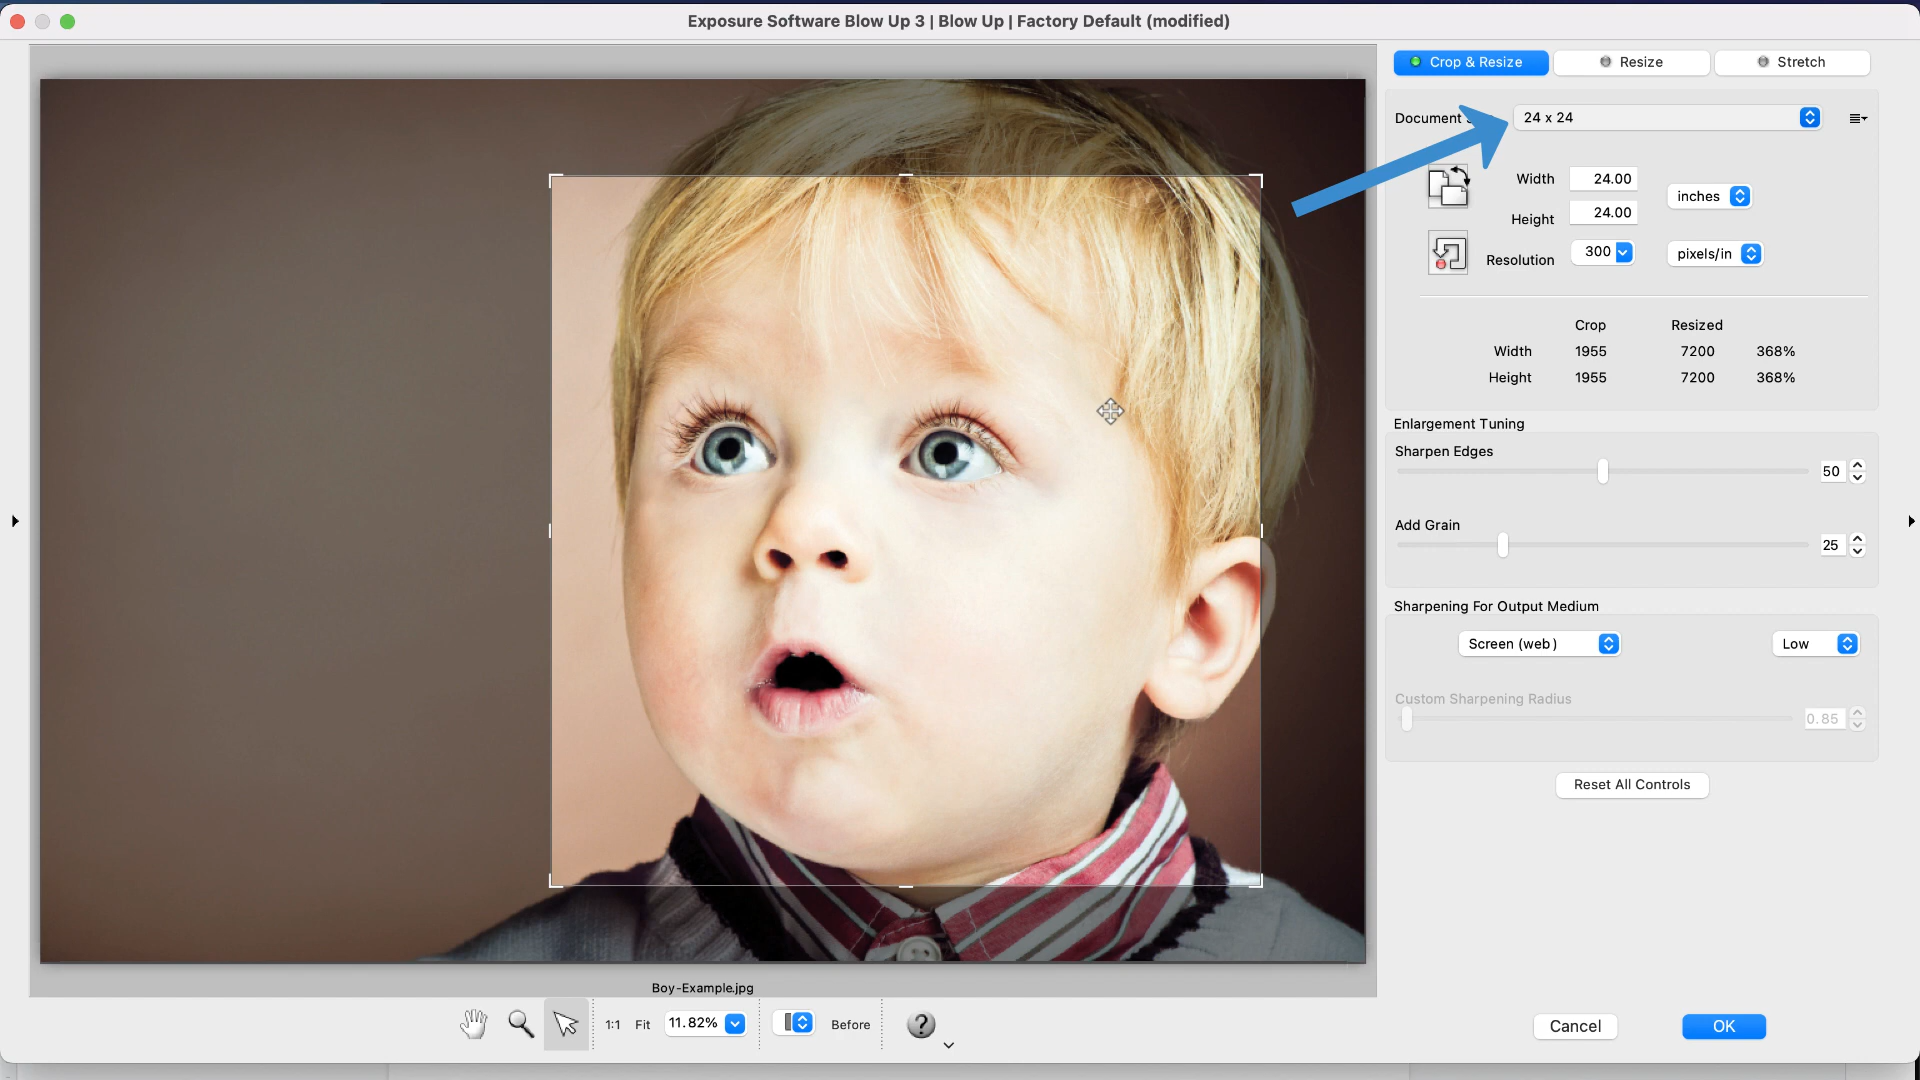 Exposure Software Blow Up 3 | Blow Up | Factory Default (modified)
Crop & Resize
Resize
Stretch
Document
24 x 24
Width
24.00
inches
Height
24.00
Resolution
300
pixels/in
Crop
Resized
Width
1955
7200
368%
Height
1955
7200
368%
Enlargement Tuning
Sharpen Edges
50
Add Grain
25
Sharpening For Output Medium
Screen (web)
Low
Custom Sharpening Radius
0.85
Reset All Controls
Boy-Example.jpg
1:1
Fit
11.82%
Before
?
Cancel
OK